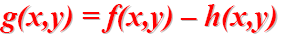 g(x,y) = f(x,y) – h(x,y)